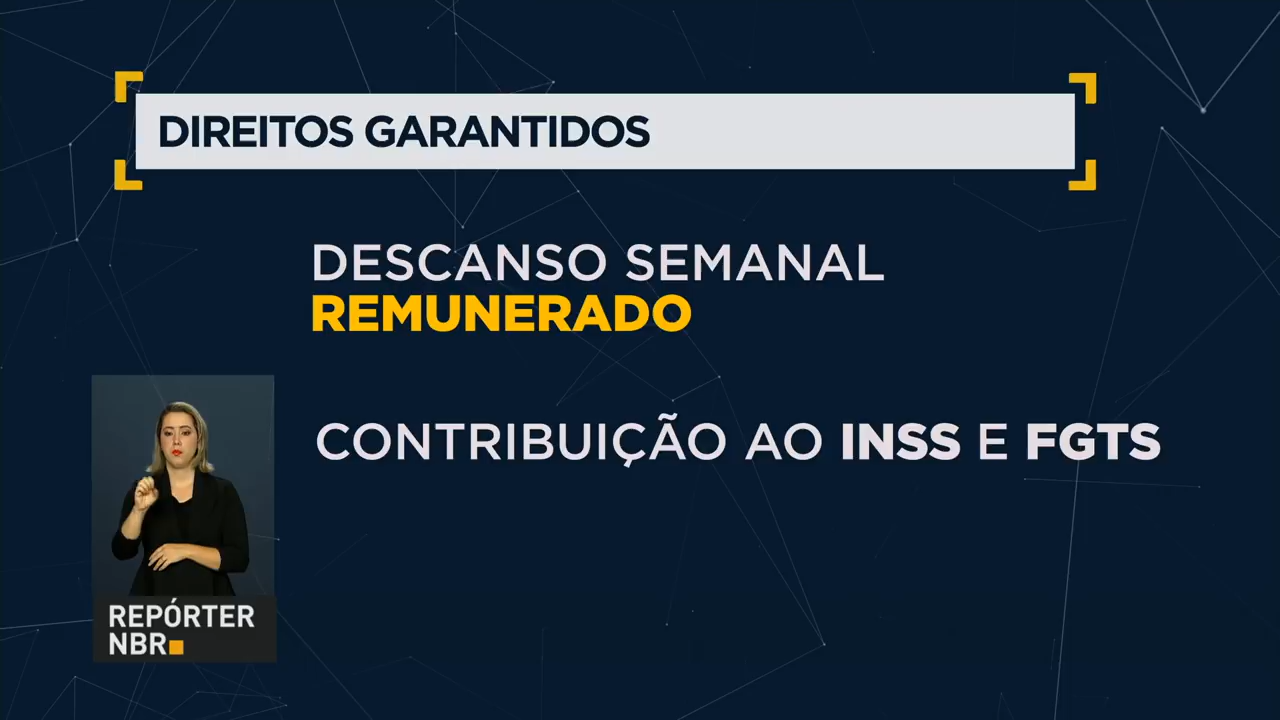 DIREITOS GARANTIDOS
DESCANSO SEMANAL
REMUNERADO
CONTRIBUIÇÃO AO INSS E FGTS
REPÓRTER
NBR